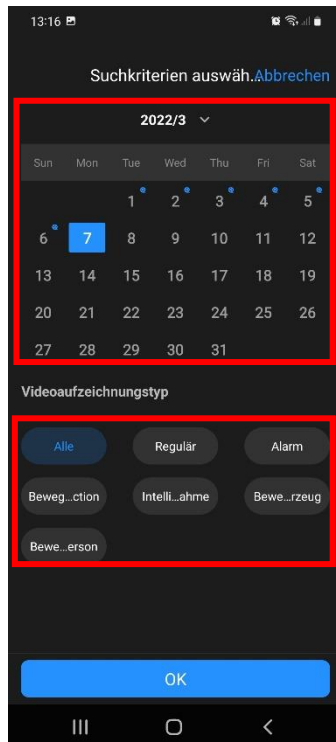 13:16
Suchkriterien auswäh..Abbrechen
2022/3
Sun Mon Tue Wed Thu Fri Sat
1 2 3 4 5
6 7 8 9 10 11 12
13 14 15 16 17 18 19
20 21 22 23 24 25 26
27 28 29 30 31
Videoaufzeichnungstyp
Alle Regulär Alarm
Beweg...ction Intelli...ahme Bewe...rzeug
Bewe...erson
OK